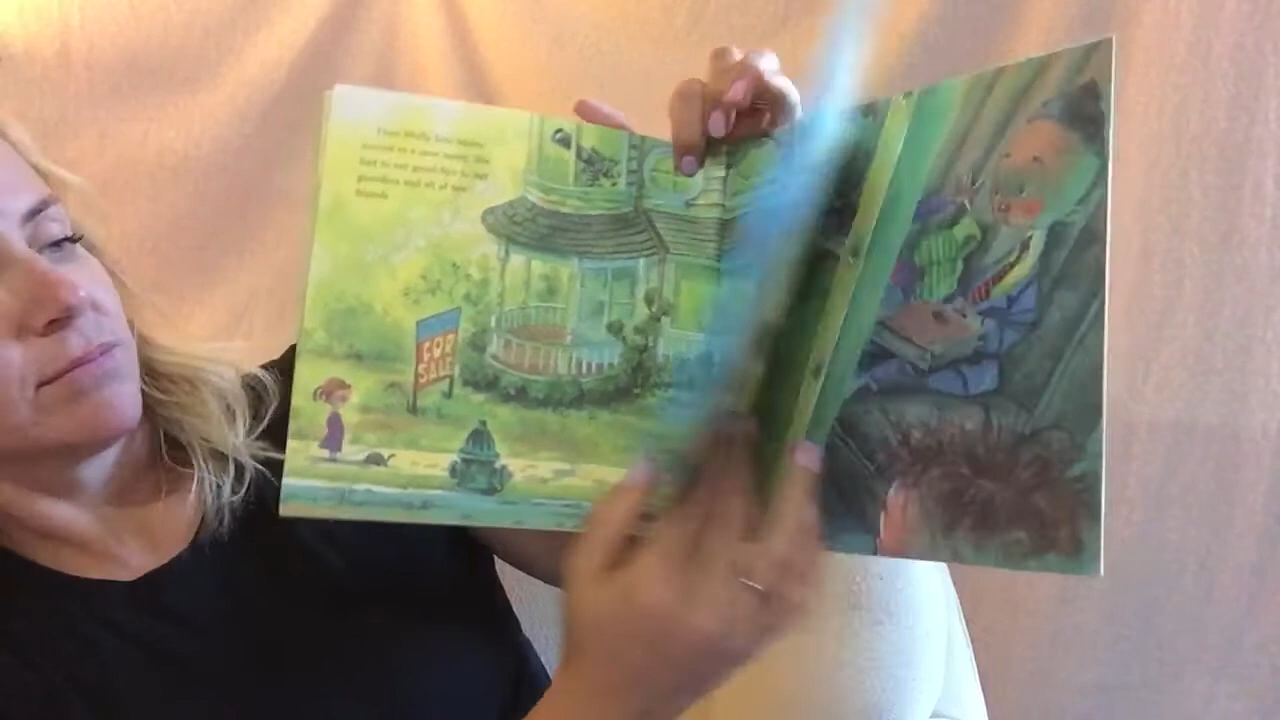 Then Molly Lou Melon
moved to a new town. She
had to say good-bye to her
grandma and all of her
friends.
FOR
SALE